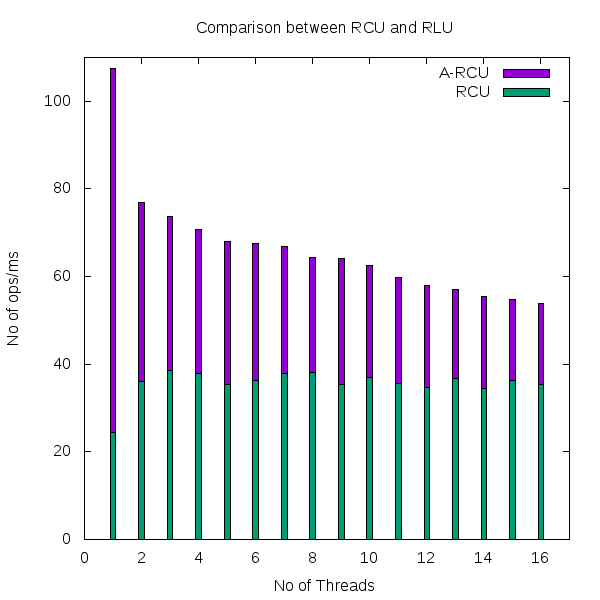 Comparison between RCU and RLU
A-RCU
RCU
100
80
60
40
20
0
No of ops/ms
0 2 4 6 8 10 12 14 16
No of Threads